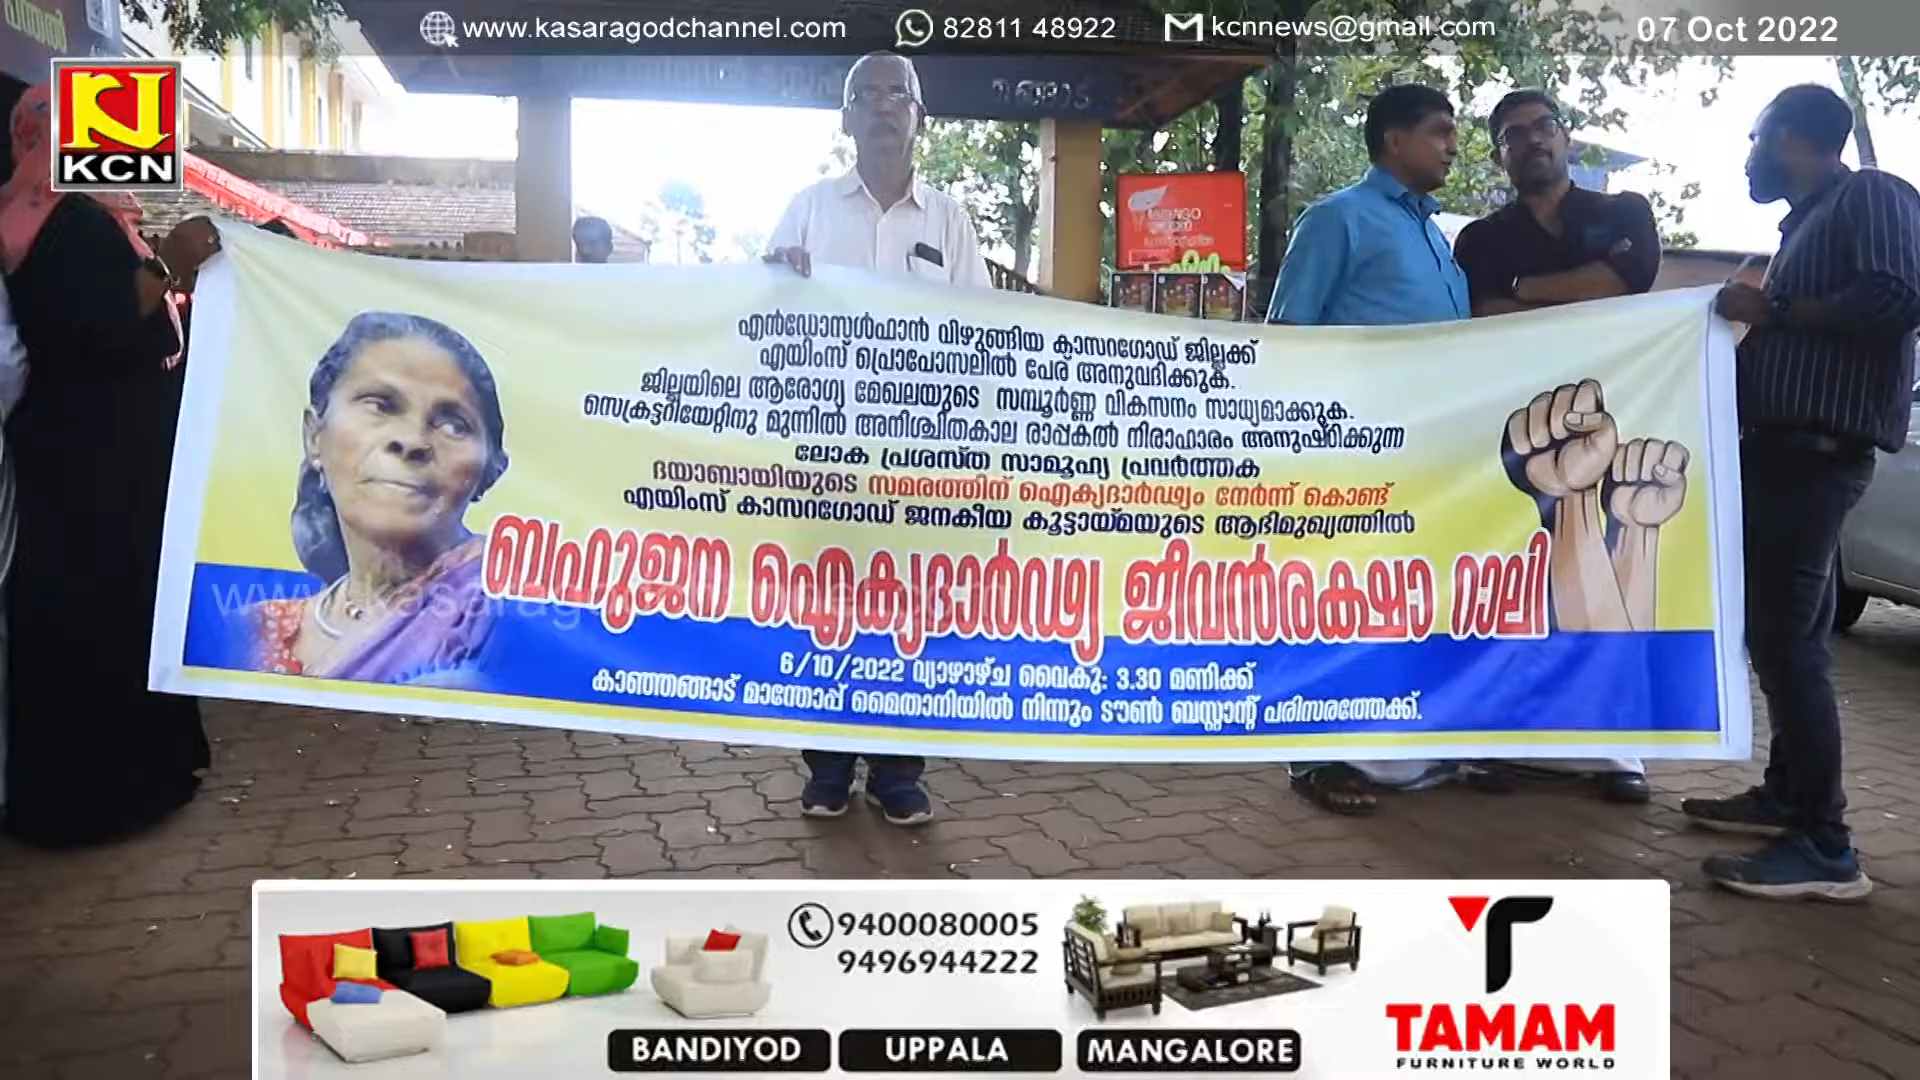 www.kasaragodchannel.com
82811 48922
kcnnews@gmail.com
07 Oct 2022
KCN
എൻഡോസൾഫാൻ വിഴുങ്ങിയ കാസറഗോഡ് ജില്ലക്ക്
എയിംസ് പ്രൊപോസലിൽ പേര് അനുവദിക്കുക.
ജില്ലയിലെ ആരോഗ്യ മേഖലയുടെ സമ്പൂർണ്ണ വികസനം സാധ്യമാക്കുക.
സെക്രട്ടറിയേറ്റിനു മുന്നിൽ അനിശ്ചിതകാല രാപ്പകൽ നിരാഹാരം അനുഷ്ഠിക്കുന്ന
ലോക പ്രശസ്ത സാമൂഹ്യ പ്രവർത്തക
ദയാബായിയുടെ സമരത്തിന് ഐക്യദാർഢ്യം നേർന്ന് കൊണ്ട്
എയിംസ് കാസറഗോഡ് ജനകീയ കൂട്ടായ്മയുടെ ആഭിമുഖ്യത്തിൽ
ബഹുജന ഐക്യദാർഢ്യ ജീവൻരക്ഷാ റാലി
www.kasaragodchannel.com
6/10/2022 വ്യാഴാഴ്ച വൈകു: 3.30 മണിക്ക്
കാഞ്ഞങ്ങാട് മാന്തോപ്പ് മൈതാനിയിൽ നിന്നും ടൗൺ ബസ്സ്റ്റാന്റ് പരിസരത്തേക്ക്.
9400080005
9496944222
BANDIYOD UPPALA MANGALORE
TAMAM
FURNITURE WORLD